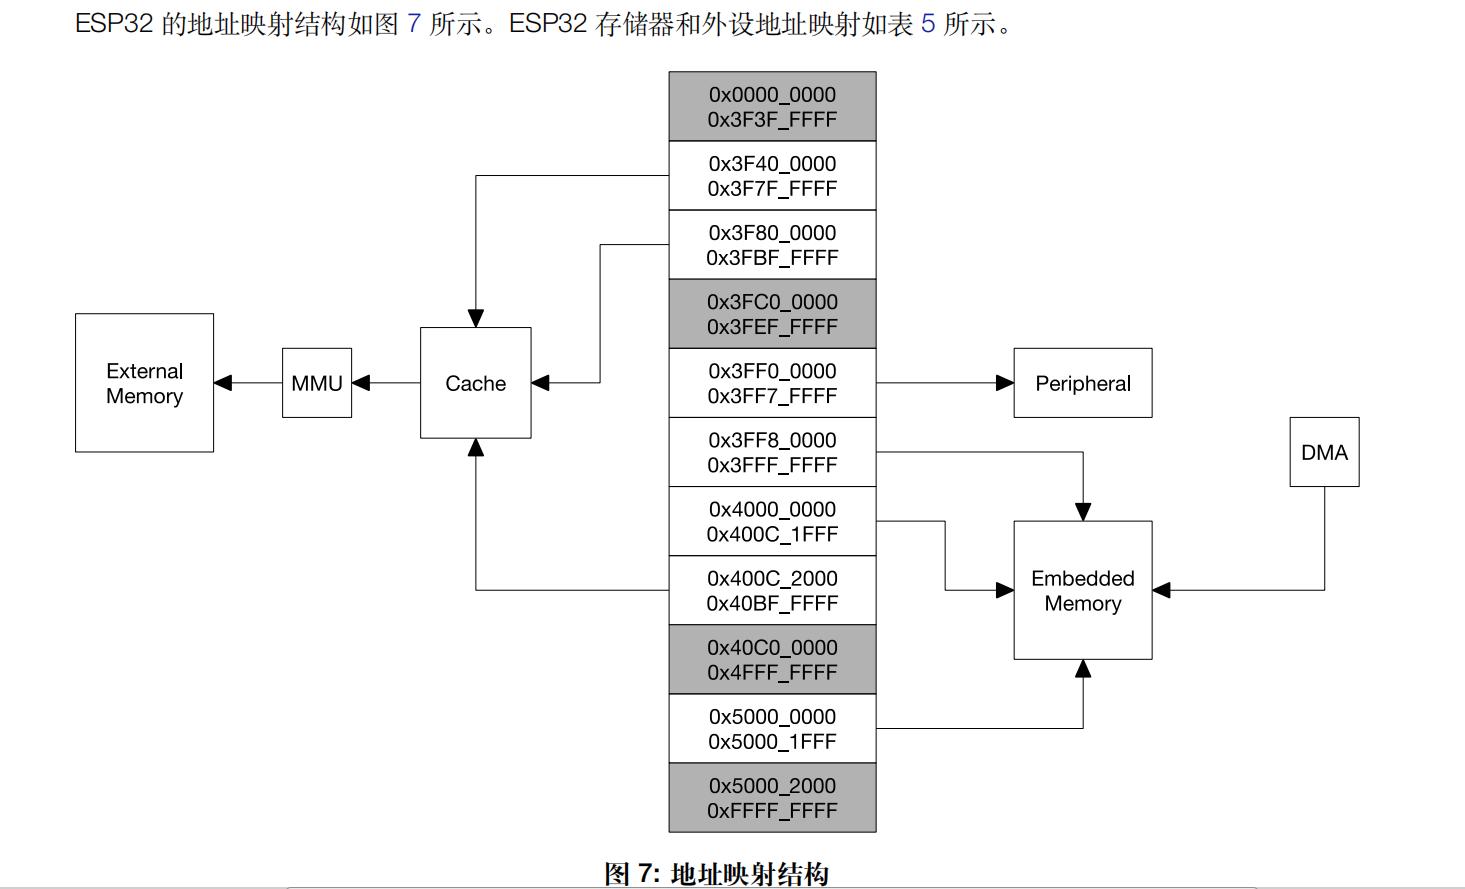 ESP32 的地址映射结构如图 7 所示。ESP32 存储器和外设地址映射如表 5 所示。
0x0000_0000
0x3F3F_FFFF
0x3F40_0000
0x3F7F_FFFF
0x3F80_0000
0x3FBF_FFFF
0x3FC0_0000
0x3FEF_FFFF
External
Memory
MMU
Cache
0x3FF0_0000
0x3FF7_FFFF
Peripheral
0x3FF8_0000
0x3FFF_FFFF
DMA
0x4000_0000
0x400C_1FFF
0x400C_2000
0x40BF_FFFF
Embedded
Memory
0x40C0_0000
0x4FFF_FFFF
0x5000_0000
0x5000_1FFF
0x5000_2000
0xFFFF_FFFF
图 7: 地址映射结构